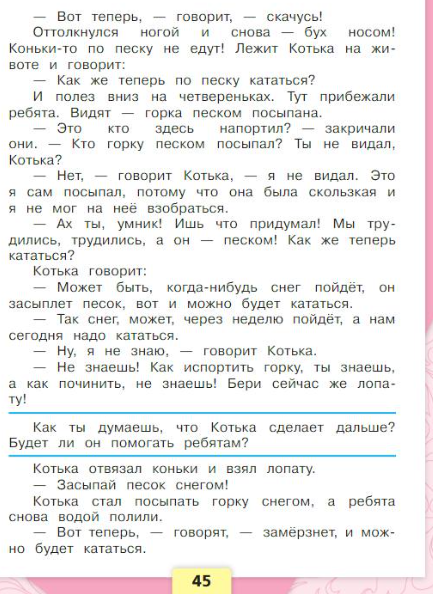 — Вот теперь, — говорит, — скачусь!
Оттолкнулся ногой и снова — бух носом!
Коньки-то по песку не едут! Лежит Котька на жи-
воте и говорит:
— Как же теперь по песку кататься?
И полез вниз на четвереньках. Тут прибежали
ребята. Видят — горка песком посыпана.
— Это кто здесь напортил? — закричали
они. — Кто горку песком посыпал? Ты не видал,
Котька?
— Нет, — говорит Котька, — я не видал. Это
я сам посыпал, потому что она была скользкая и
я не мог на неё взобраться.
— Ах ты, умник! Ишь что придумал! Мы тру-
дились, трудились, а он — песком! Как же теперь
кататься?
Котька говорит:
— Может быть, когда-нибудь снег пойдёт, он
засыплет песок, вот и можно будет кататься.
— Так снег, может, через неделю пойдёт, а нам
сегодня надо кататься.
— Ну, я не знаю, — говорит Котька.
— Не знаешь! Как испортить горку, ты знаешь,
а как починить, не знаешь! Бери сейчас же лопа-
ту!
Как ты думаешь, что Котька сделает дальше?
Будет ли он помогать ребятам?
Котька отвязал коньки и взял лопату.
— Засыпай песок снегом!
Котька стал посыпать горку снегом, а ребята
снова водой полили.
— Вот теперь, — говорят, — замёрзнет, и мож-
но будет кататься.
45